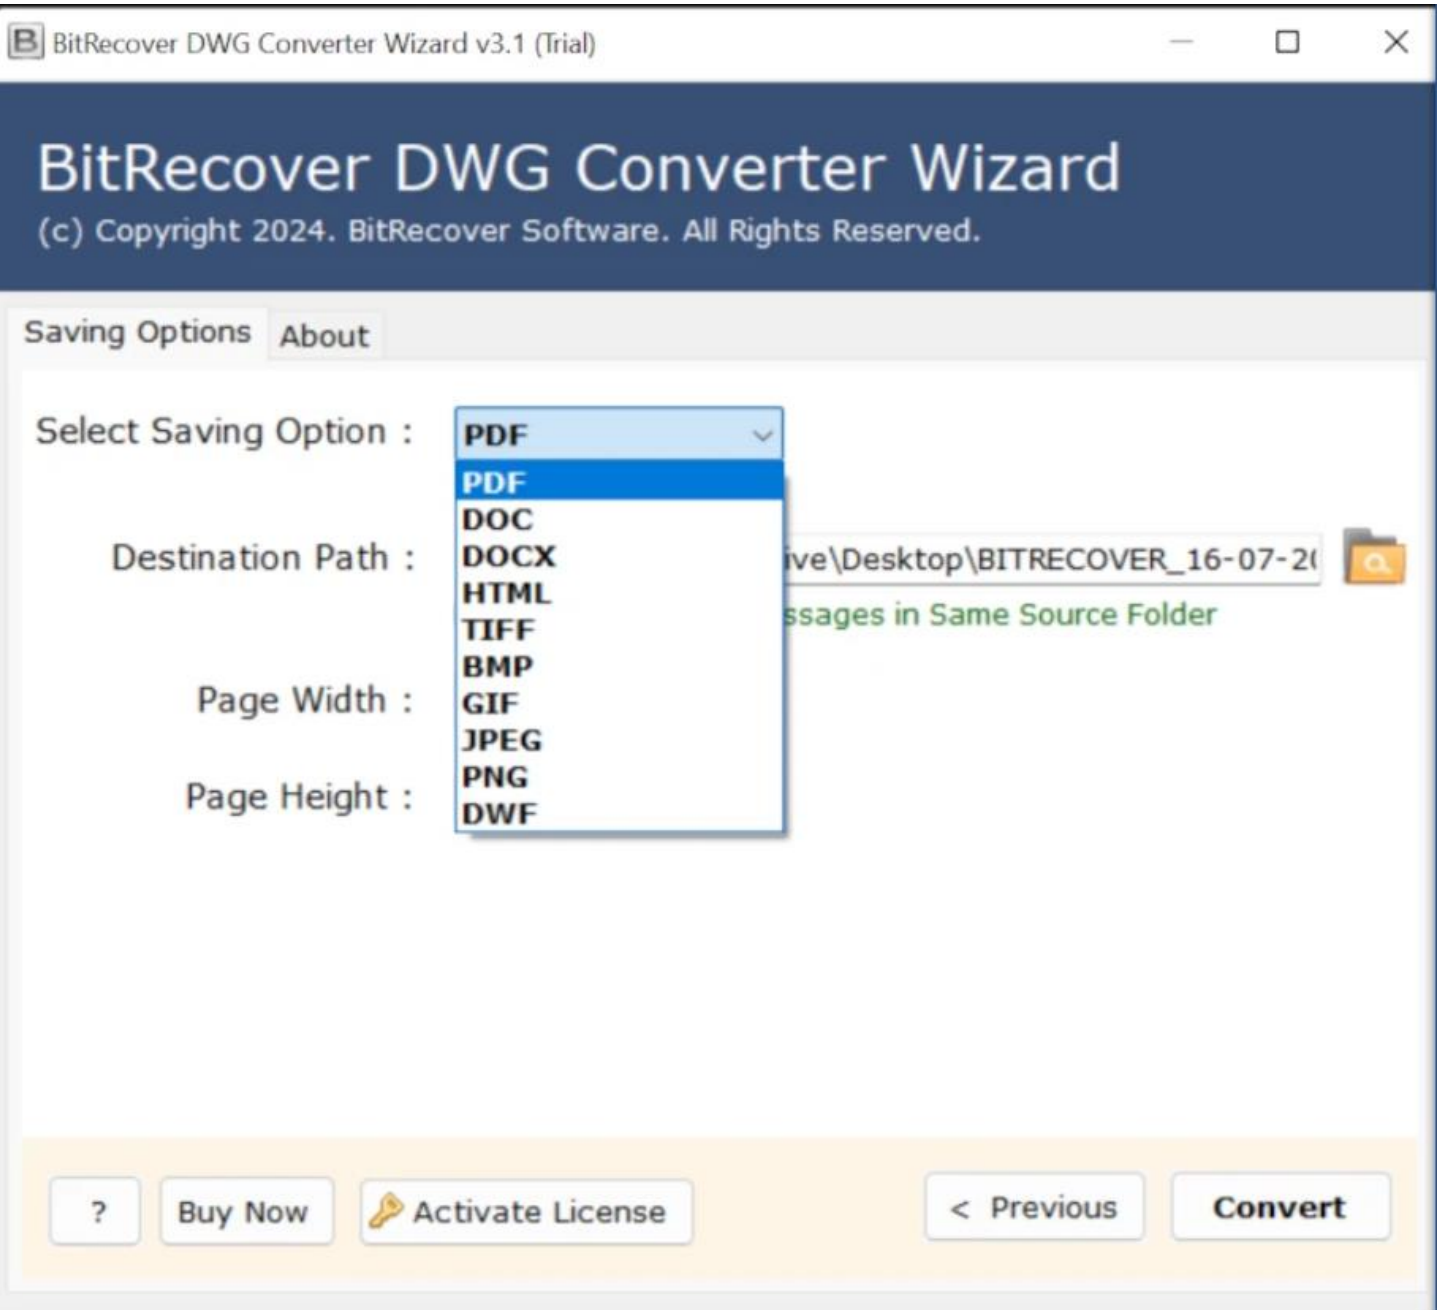 BitRecover DWG Converter Wizard v3.1 (Trial)
BitRecover DWG Converter Wizard
(c) Copyright 2024. BitRecover Software. All Rights Reserved.
Saving Options About
Select Saving Option : PDF
PDF
DOC
DOCX
HTML
TIFF
BMP
GIF
JPEG
PNG
DWF
Destination Path : ive\Desktop\BITRECOVER_16-07-20
ssages in Same Source Folder
Page Width :
Page Height :
? Buy Now Activate License < Previous Convert